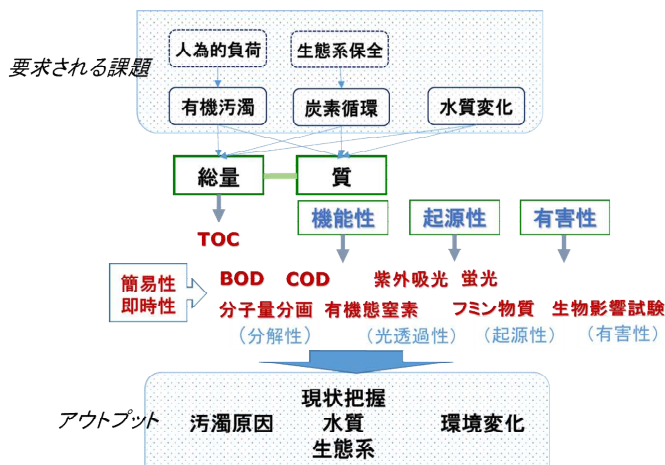 人為的負荷
生態系保全
要求される課題
有機汚濁
炭素循環
水質変化
総量
質
機能性
起源性
有害性
TOC
簡易性
即時性
BOD
COD
紫外吸光
蛍光
分子量分画
有機態窒素
フミン物質
生物影響試験
(分解性)
(光透過性)
(起源性)
(有害性)
アウトプット
汚濁原因
現状把握
水質
生態系
環境変化